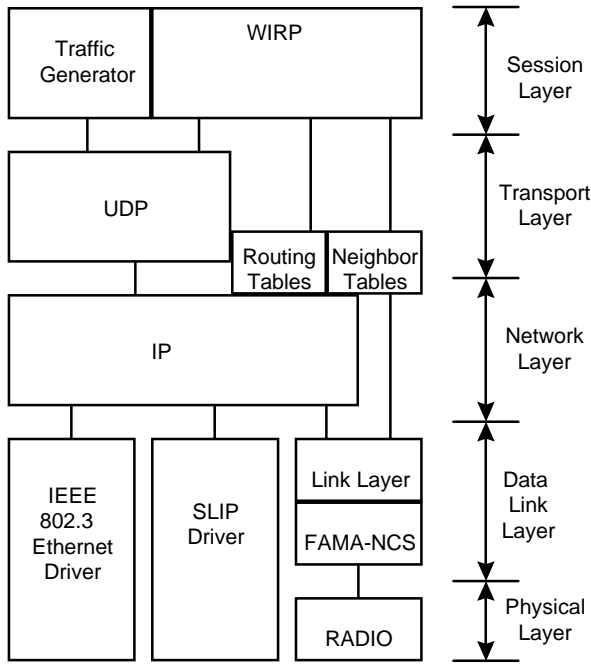 Traffic
Generator
WIRP
Session
Layer
UDP
Transport
Layer
Routing
Tables
Neighbor
Tables
IP
Network
Layer
IEEE
802.3
Ethernet
Driver
SLIP
Driver
Link Layer
FAMA-NCS
Data
Link
Layer
RADIO
Physical
Layer